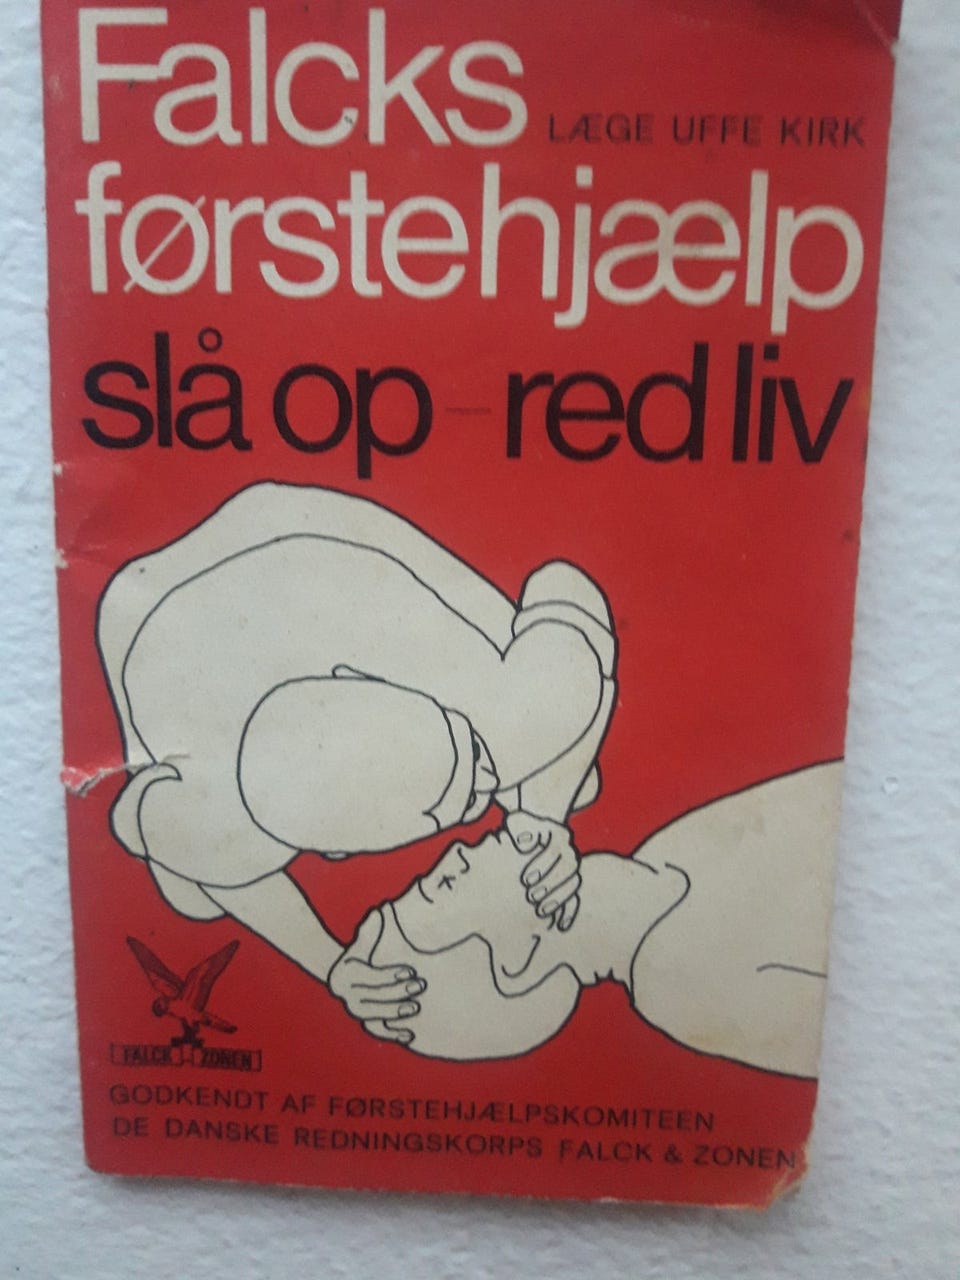 Falcks
LÆGE UFFE KIRK
førstehjælp
slå op - red liv
FALCK ZONEN
GODKENDT AF FØRSTEHJÆLPSKOMITEEN
DE DANSKE REDNINGSKORPS FALCK & ZONEN